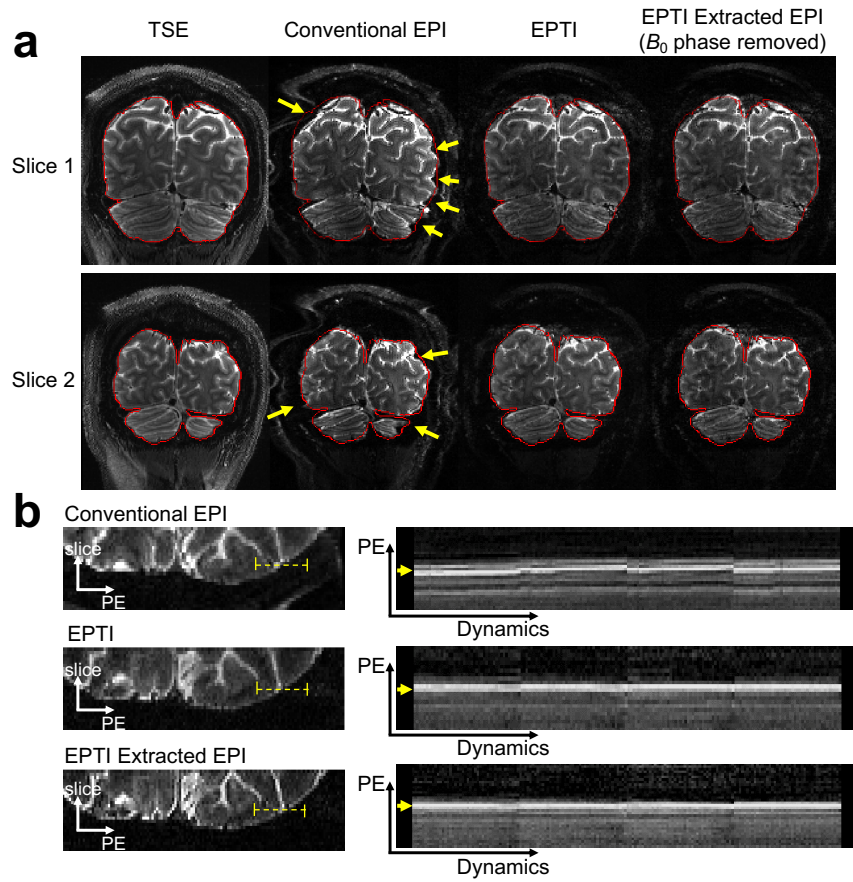 a
TSE
Conventional EPI
EPTI
EPTI Extracted EPI
(B₀ phase removed)
Slice 1
Slice 2
b
Conventional EPI
slice
PE
PE
Dynamics
EPTI
slice
PE
PE
Dynamics
EPTI Extracted EPI
slice
PE
PE
Dynamics